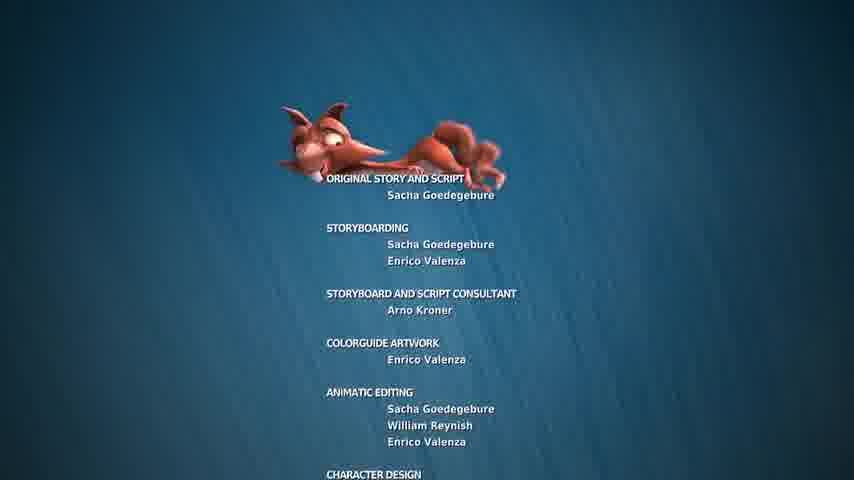 ORIGINAL STORY AND SCRIPT
Sacha Goedegebure
STORYBOARDING
Sacha Goedegebure
Enrico Valenza
STORYBOARD AND SCRIPT CONSULTANT
Arno Kroner
COLORGUIDE ARTWORK
Enrico Valenza
ANIMATIC EDITING
Sacha Goedegebure
William Reynish
Enrico Valenza
CHARACTER DESIGN